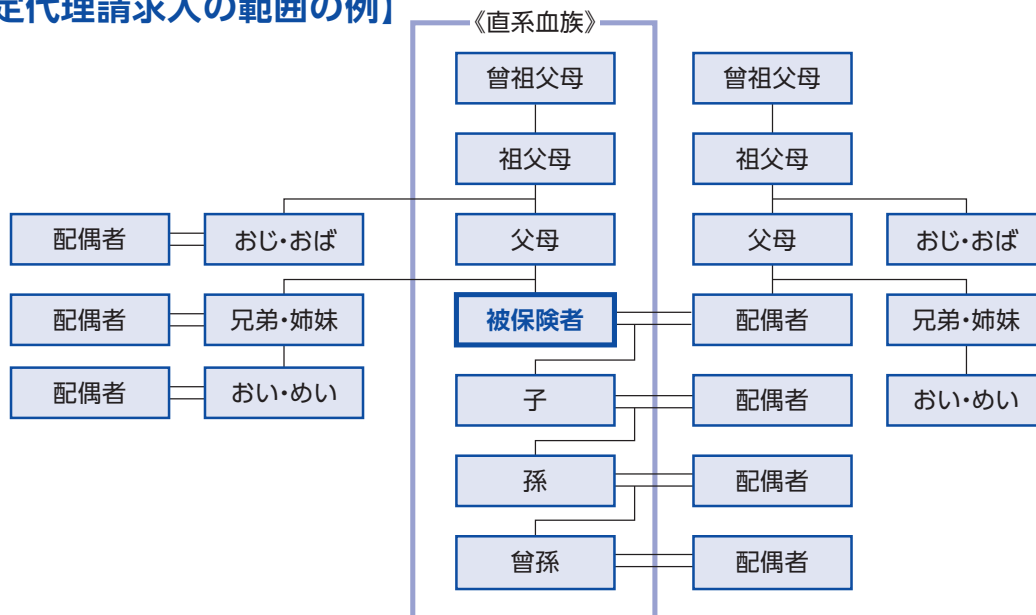 定代理請求人の範囲の例】
《直系血族》
曾祖父母 曾祖父母
祖父母 祖父母
配偶者 おじ・おば 父母 父母 おじ・おば
配偶者 兄弟・姉妹 被保険者 配偶者 兄弟・姉妹
配偶者 おい・めい 子 配偶者 おい・めい
孫 配偶者
曾孫 配偶者